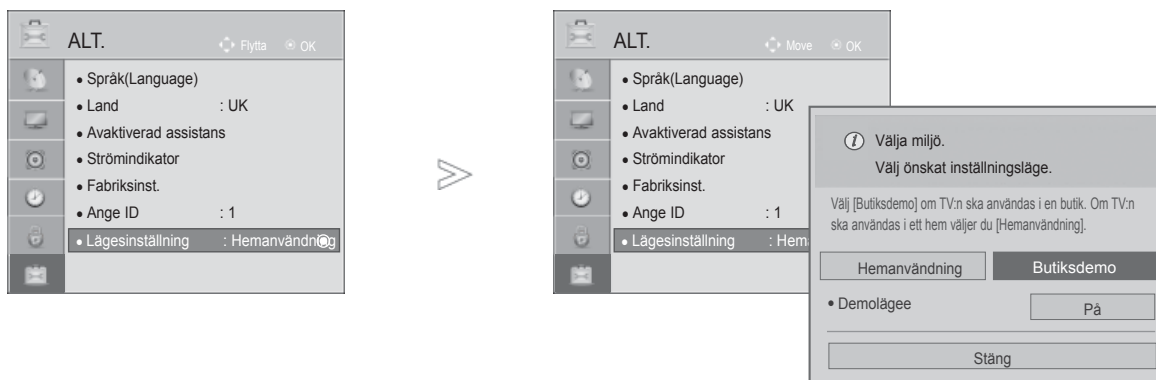 ALT.
Flytta
OK
• Språk(Language)
• Land : UK
• Avaktiverad assistans
• Strömindikator
• Fabriksinst.
• Ange ID : 1
• Lägesinställning : Hemanvändning
ALT.
Move
OK
• Språk(Language)
• Land : UK
• Avaktiverad assistans
• Strömindikator
• Fabriksinst.
• Ange ID : 1
• Lägesinställning : Hem
Välja miljö.
Välj önskat inställningsläge.
Välj [Butiksdemo] om TV:n ska användas i en butik. Om TV:n
ska användas i ett hem väljer du [Hemanvändning].
Hemanvändning
Butiksdemo
• Demolägee
På
Stäng